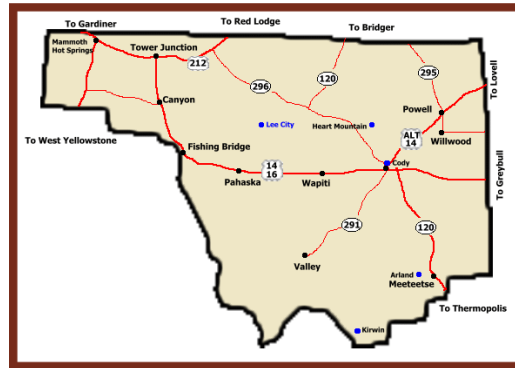 To Gardiner
To Red Lodge
To Bridger
Mammoth
Hot Springs
Tower Junction
212
296
120
295
To Lovell
Canyon
Powell
Lee City
Heart Mountain
ALT
14
Willwood
To West Yellowstone
Fishing Bridge
Cody
Pahaska
14
16
Wapiti
To Greybull
291
120
Valley
Arland
Meeteetse
To Thermopolis
Kirwin